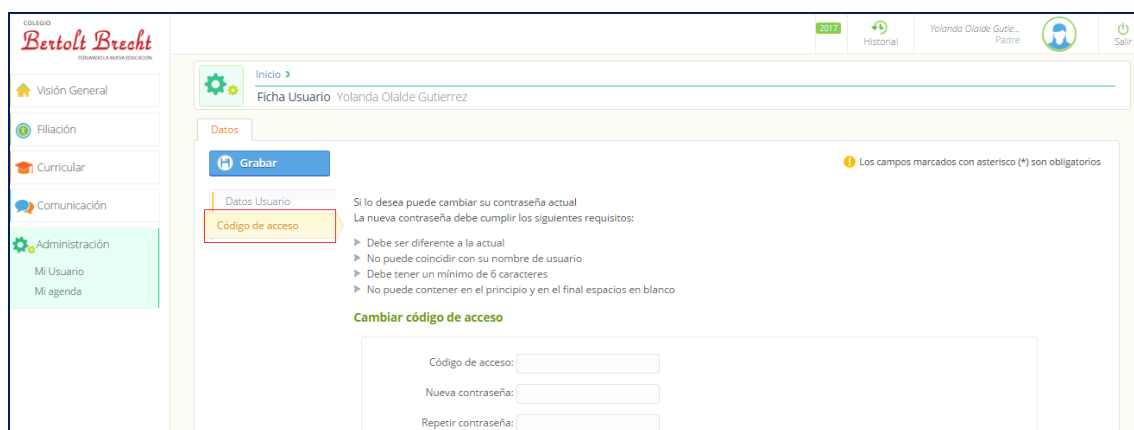 COLEGIO
Bertolt Brecht
FORJANDO LA NUEVA EDUCACIÓN
2017
Historial
Yolanda Olalde Gutie...
Padre
Salir
Visión General
Filiación
Curricular
Comunicación
Administración
Mi Usuario
Mi agenda
Inicio
Ficha Usuario Yolanda Olalde Gutierrez
Datos
Grabar
Los campos marcados con asterisco (*) son obligatorios
Datos Usuario
Código de acceso
Si lo desea puede cambiar su contraseña actual
La nueva contraseña debe cumplir los siguientes requisitos:
Debe ser diferente a la actual
No puede coincidir con su nombre de usuario
Debe tener un mínimo de 6 caracteres
No puede contener en el principio y en el final espacios en blanco
Cambiar código de acceso
Código de acceso:
Nueva contraseña:
Repetir contraseña: